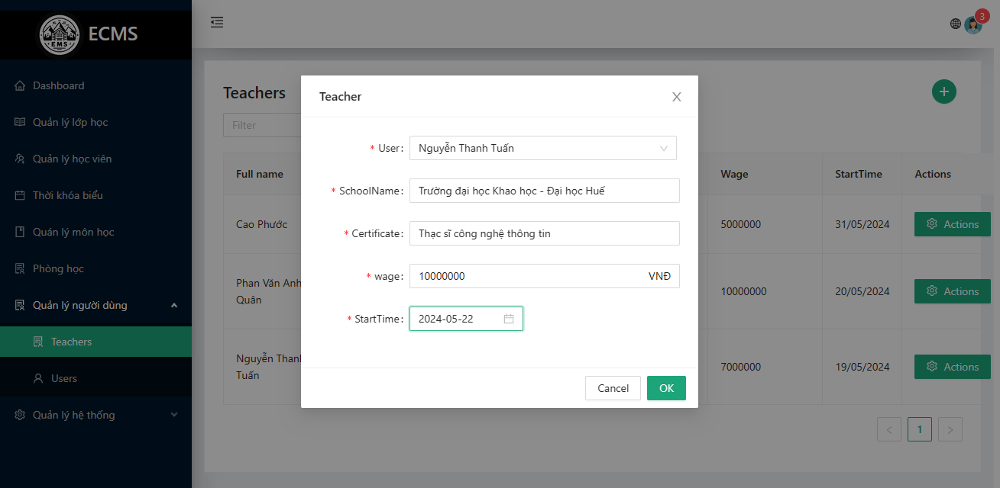 EMS
ECMS
3
Dashboard
Quản lý lớp học
Quản lý học viên
Thời khóa biểu
Quán lý môn học
Phòng học
Quản lý người dùng
Teachers
Users
Quản lý hệ thống
Teachers
Filter
Full name
Wage
StartTime
Actions
Cao Phước
5000000
31/05/2024
Actions
Phan Văn Anh
Quân
10000000
20/05/2024
Actions
Nguyễn Thanh
Tuấn
7000000
19/05/2024
Actions
1
Teacher
* User: Nguyễn Thanh Tuấn
* SchoolName: Trường đại học Khao học - Đại học Huế
* Certificate: Thạc sĩ công nghệ thông tin
* wage: 10000000 VNĐ
* StartTime: 2024-05-22
Cancel
OK